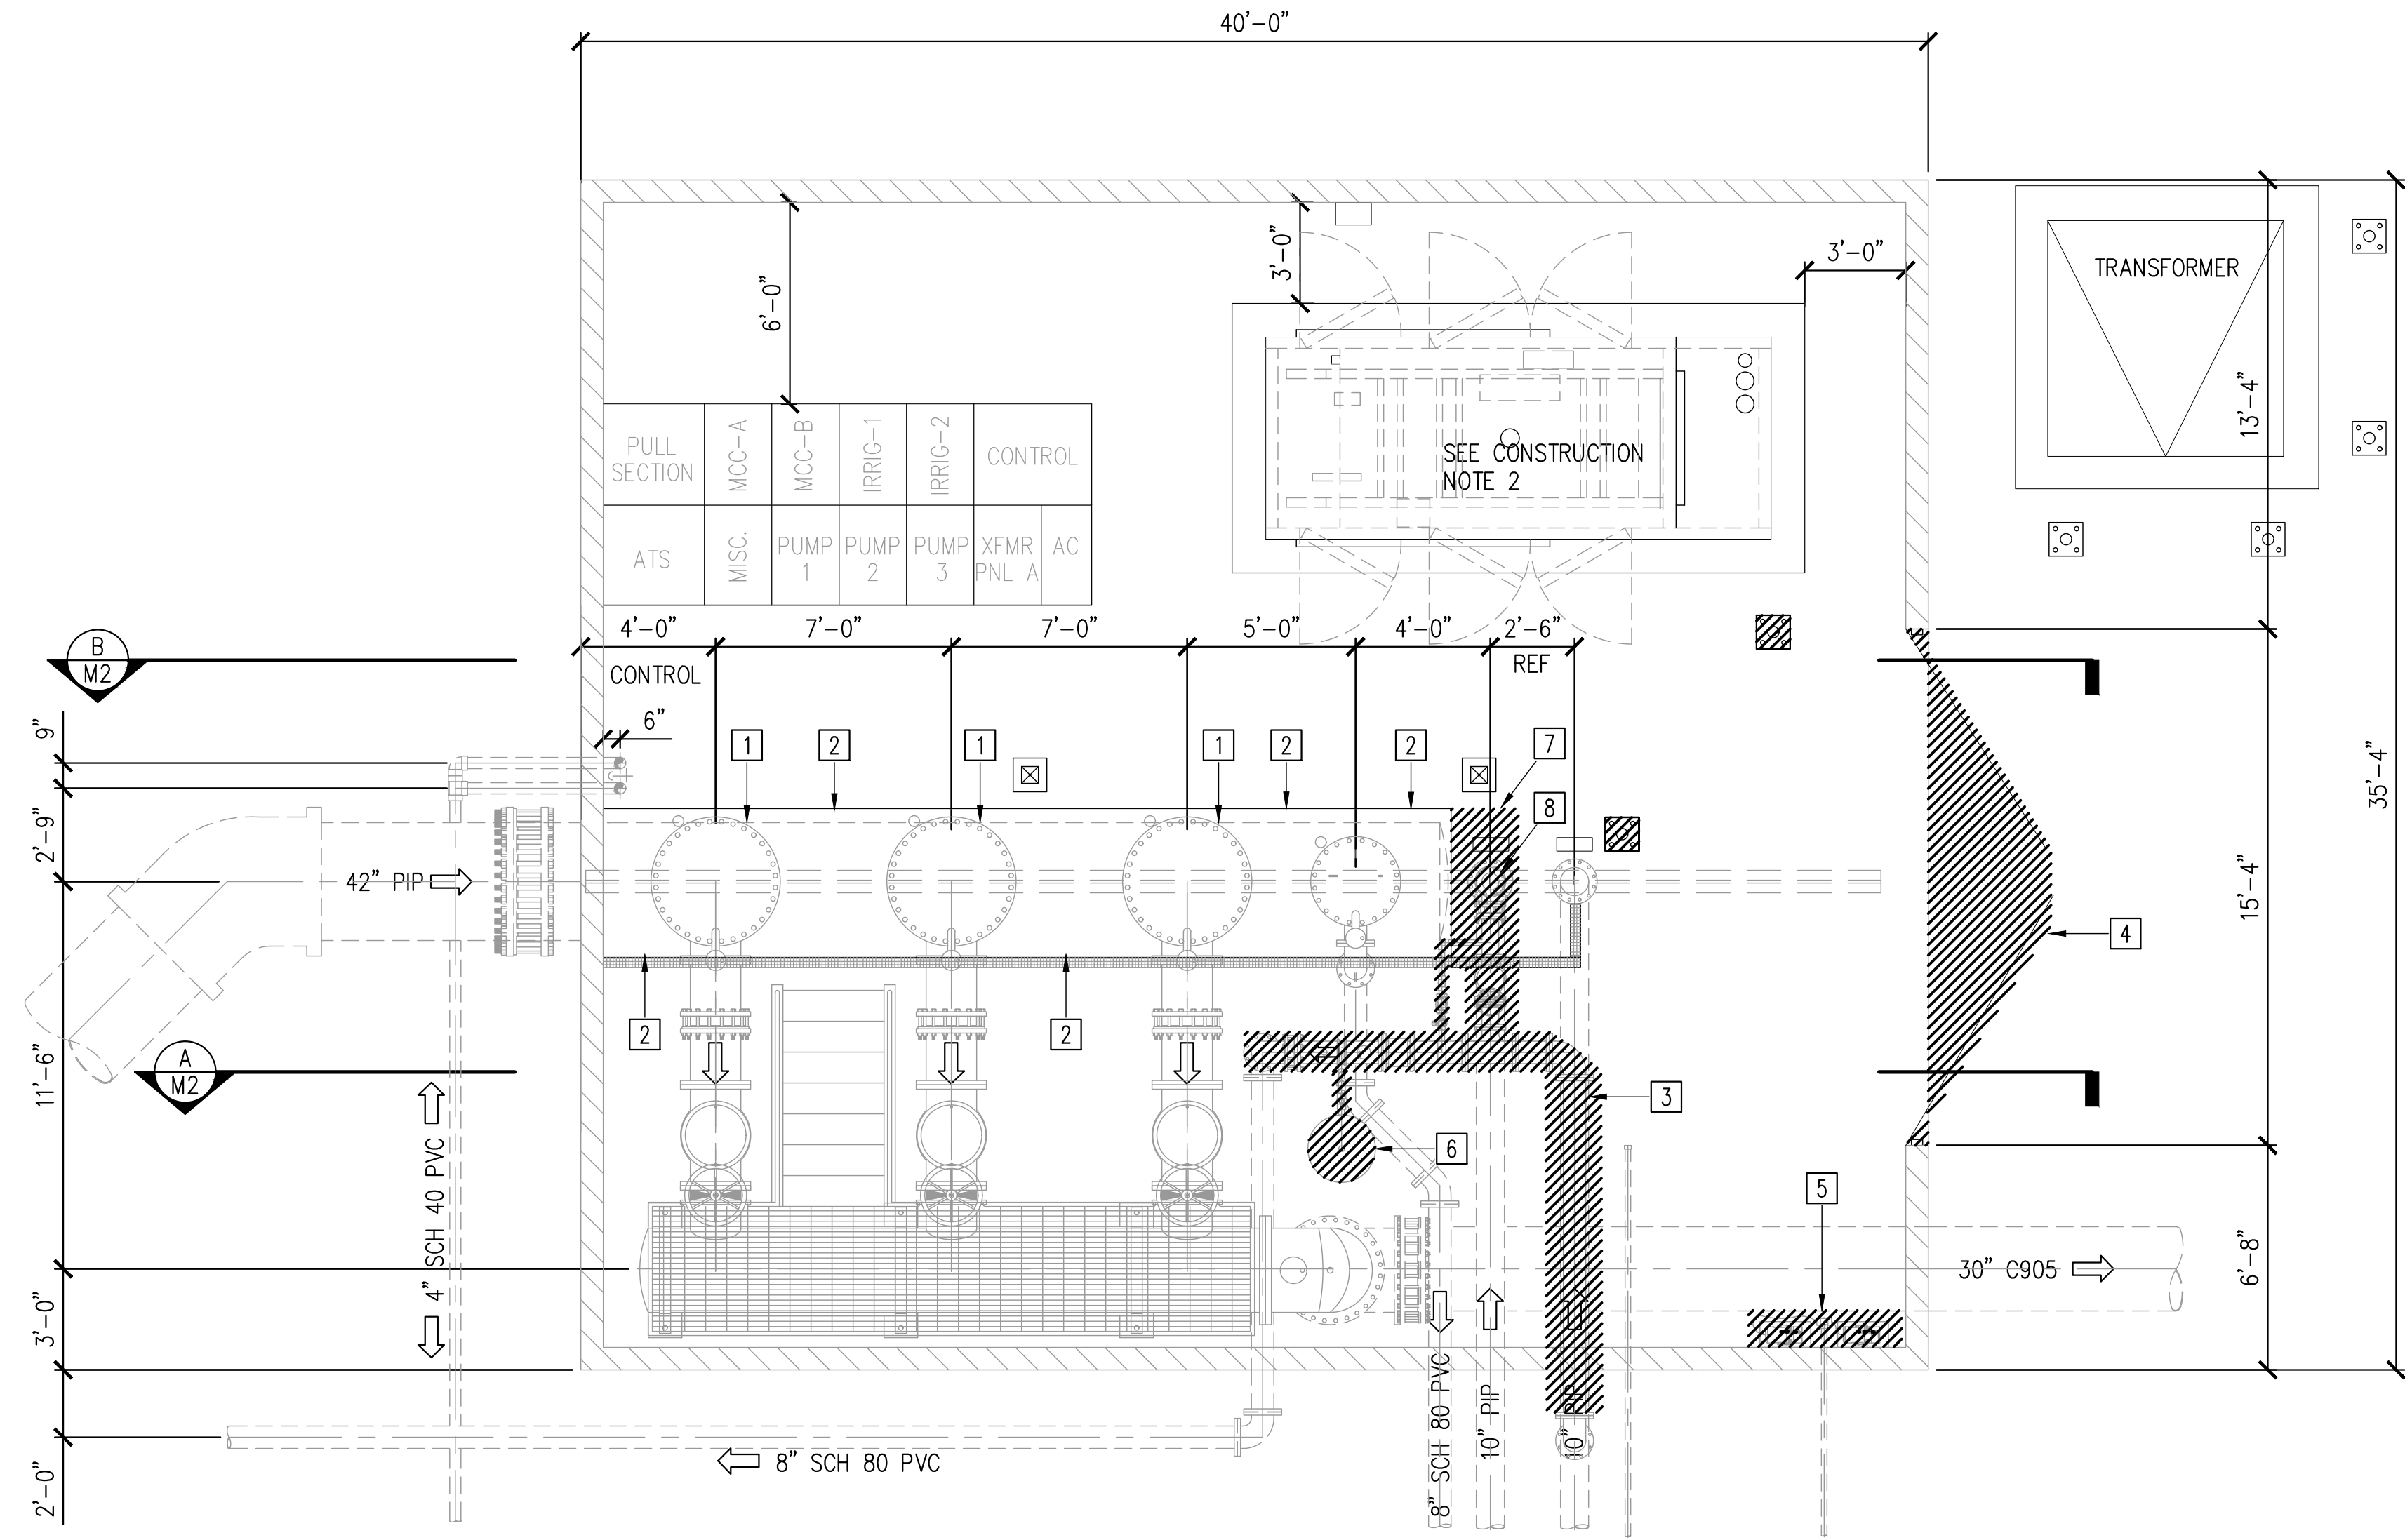 40'-0"
3'-0"
3'-0"
TRANSFORMER
6'-0"
13'-4"
PULL
SECTION
MCC-A
MCC-B
IRRIG-1
IRRIG-2
CONTROL
SEE CONSTRUCTION
NOTE 2
ATS
MISC.
PUMP
1
PUMP
2
PUMP
3
XFMR
PNL A
AC
4'-0"
7'-0"
7'-0"
5'-0"
4'-0"
2'-6"
B
M2
CONTROL
REF
9"
6"
1
2
1
1
2
2
7
35'-4"
8
2'-9"
42" PIP
15'-4"
4
2
2
11'-6"
A
M2
3
6
5
4" SCH 40 PVC
30" C905
6'-8"
3'-0"
8" SCH 80 PVC
10" PIP
10" PIP
8" SCH 80 PVC
2'-0"